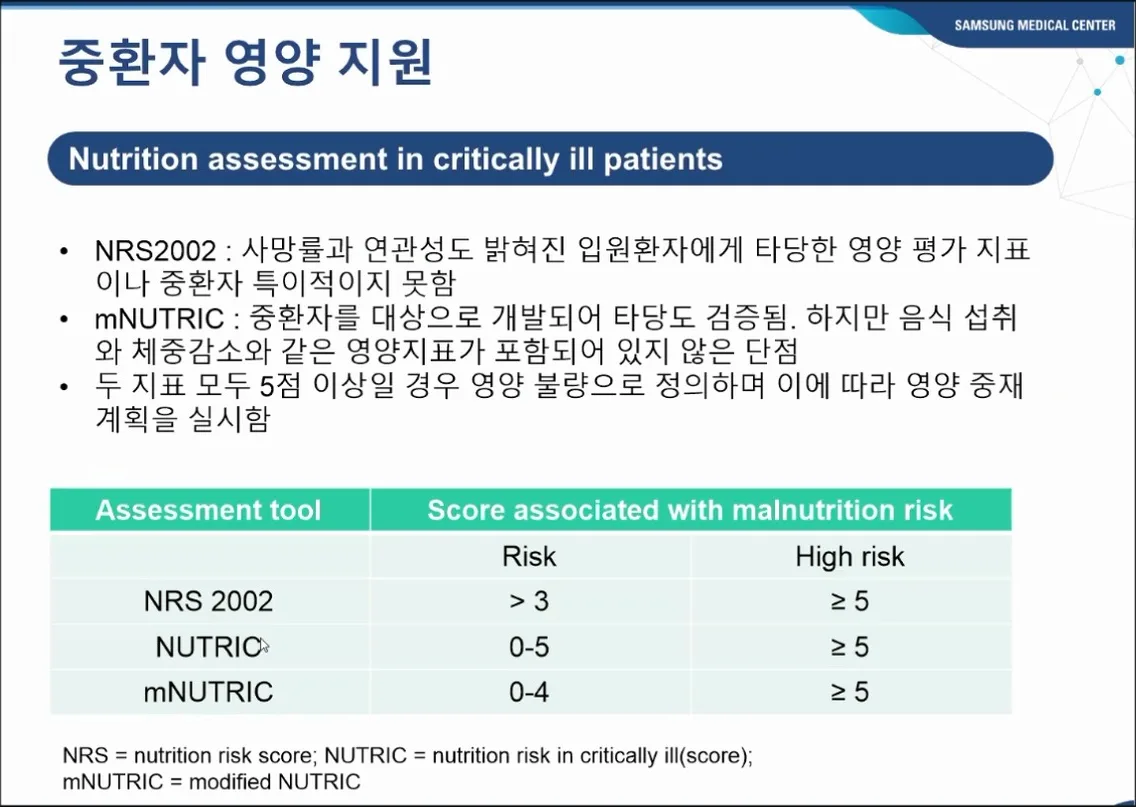 SAMSUNG MEDICAL CENTER
중환자 영양 지원
Nutrition assessment in critically ill patients
• NRS2002 : 사망률과 연관성도 밝혀진 입원환자에게 타당한 영양 평가 지표
이나 중환자 특이적이지 못함
• mNUTRIC : 중환자를 대상으로 개발되어 타당도 검증됨. 하지만 음식 섭취
와 체중감소와 같은 영양지표가 포함되어 있지 않은 단점
• 두 지표 모두 5점 이상일 경우 영양 불량으로 정의하며 이에 따라 영양 중재
계획을 실시함
Assessment tool Score associated with malnutrition risk
Risk High risk
NRS 2002 > 3 ≥ 5
NUTRIC 0-5 ≥ 5
mNUTRIC 0-4 ≥ 5
NRS = nutrition risk score; NUTRIC = nutrition risk in critically ill(score);
mNUTRIC = modified NUTRIC